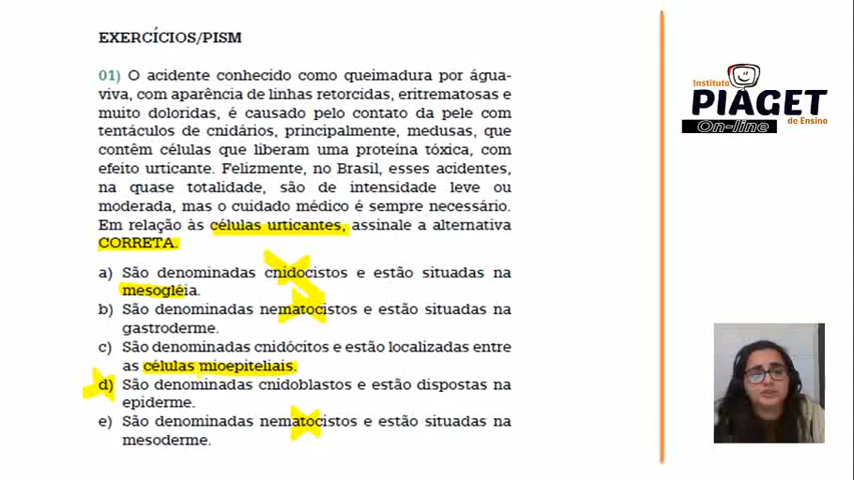 EXERCÍCIOS/PISM
01) O acidente conhecido como queimadura por água-
viva, com aparência de linhas retorcidas, eritrematosas e
muito doloridas, é causado pelo contato da pele com
tentáculos de cnidários, principalmente, medusas, que
contêm células que liberam uma proteína tóxica, com
efeito urticante. Felizmente, no Brasil, esses acidentes,
na quase totalidade, são de intensidade leve ou
moderada, mas o cuidado médico é sempre necessário.
Em relação às células urticantes, assinale a alternativa
CORRETA.
a) São denominadas cnidocistos e estão situadas na
mesogléia.
b) São denominadas nematocistos e estão situadas na
gastroderme.
c) São denominadas cnidócitos e estão localizadas entre
as células mioepiteliais.
d) São denominadas cnidoblastos e estão dispostas na
epiderme.
e) São denominadas nematocistos e estão situadas na
mesoderme.
Instituto
PIAGET
On-line de Ensino